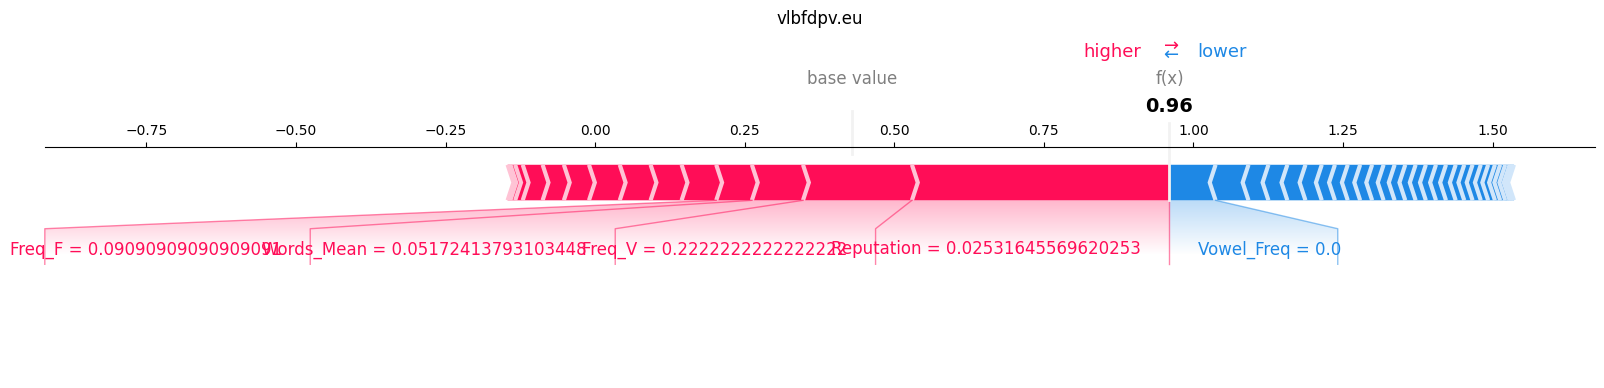 vlbfdpv.eu
higher ⇄ lower
base value f(x)
0.96
−0.75 −0.50 −0.25 0.00 0.25 0.50 0.75 1.00 1.25 1.50
Freq_F = 0.09090909090909091 Words_Mean = 0.05172413793103448 Freq_V = 0.2222222222222222 Reputation = 0.02531645569620253 Vowel_Freq = 0.0